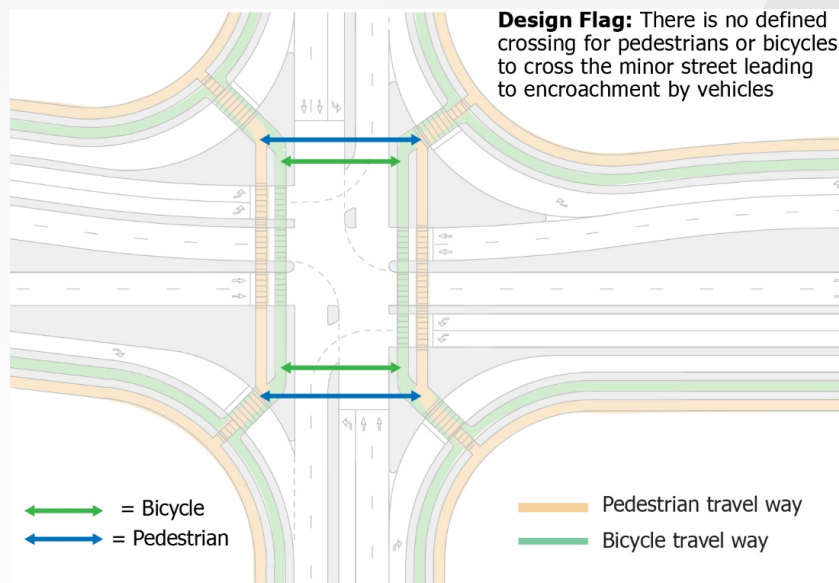 Design Flag: There is no defined
crossing for pedestrians or bicycles
to cross the minor street leading
to encroachment by vehicles
= Bicycle
= Pedestrian
Pedestrian travel way
Bicycle travel way